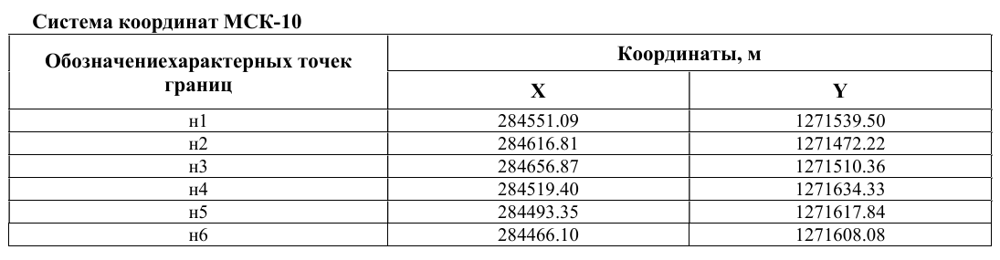 Система координат МСК-10
Обозначениехарактерных точек границ
Координаты, м
X
Y
н1 284551.09 1271539.50
н2 284616.81 1271472.22
н3 284656.87 1271510.36
н4 284519.40 1271634.33
н5 284493.35 1271617.84
н6 284466.10 1271608.08